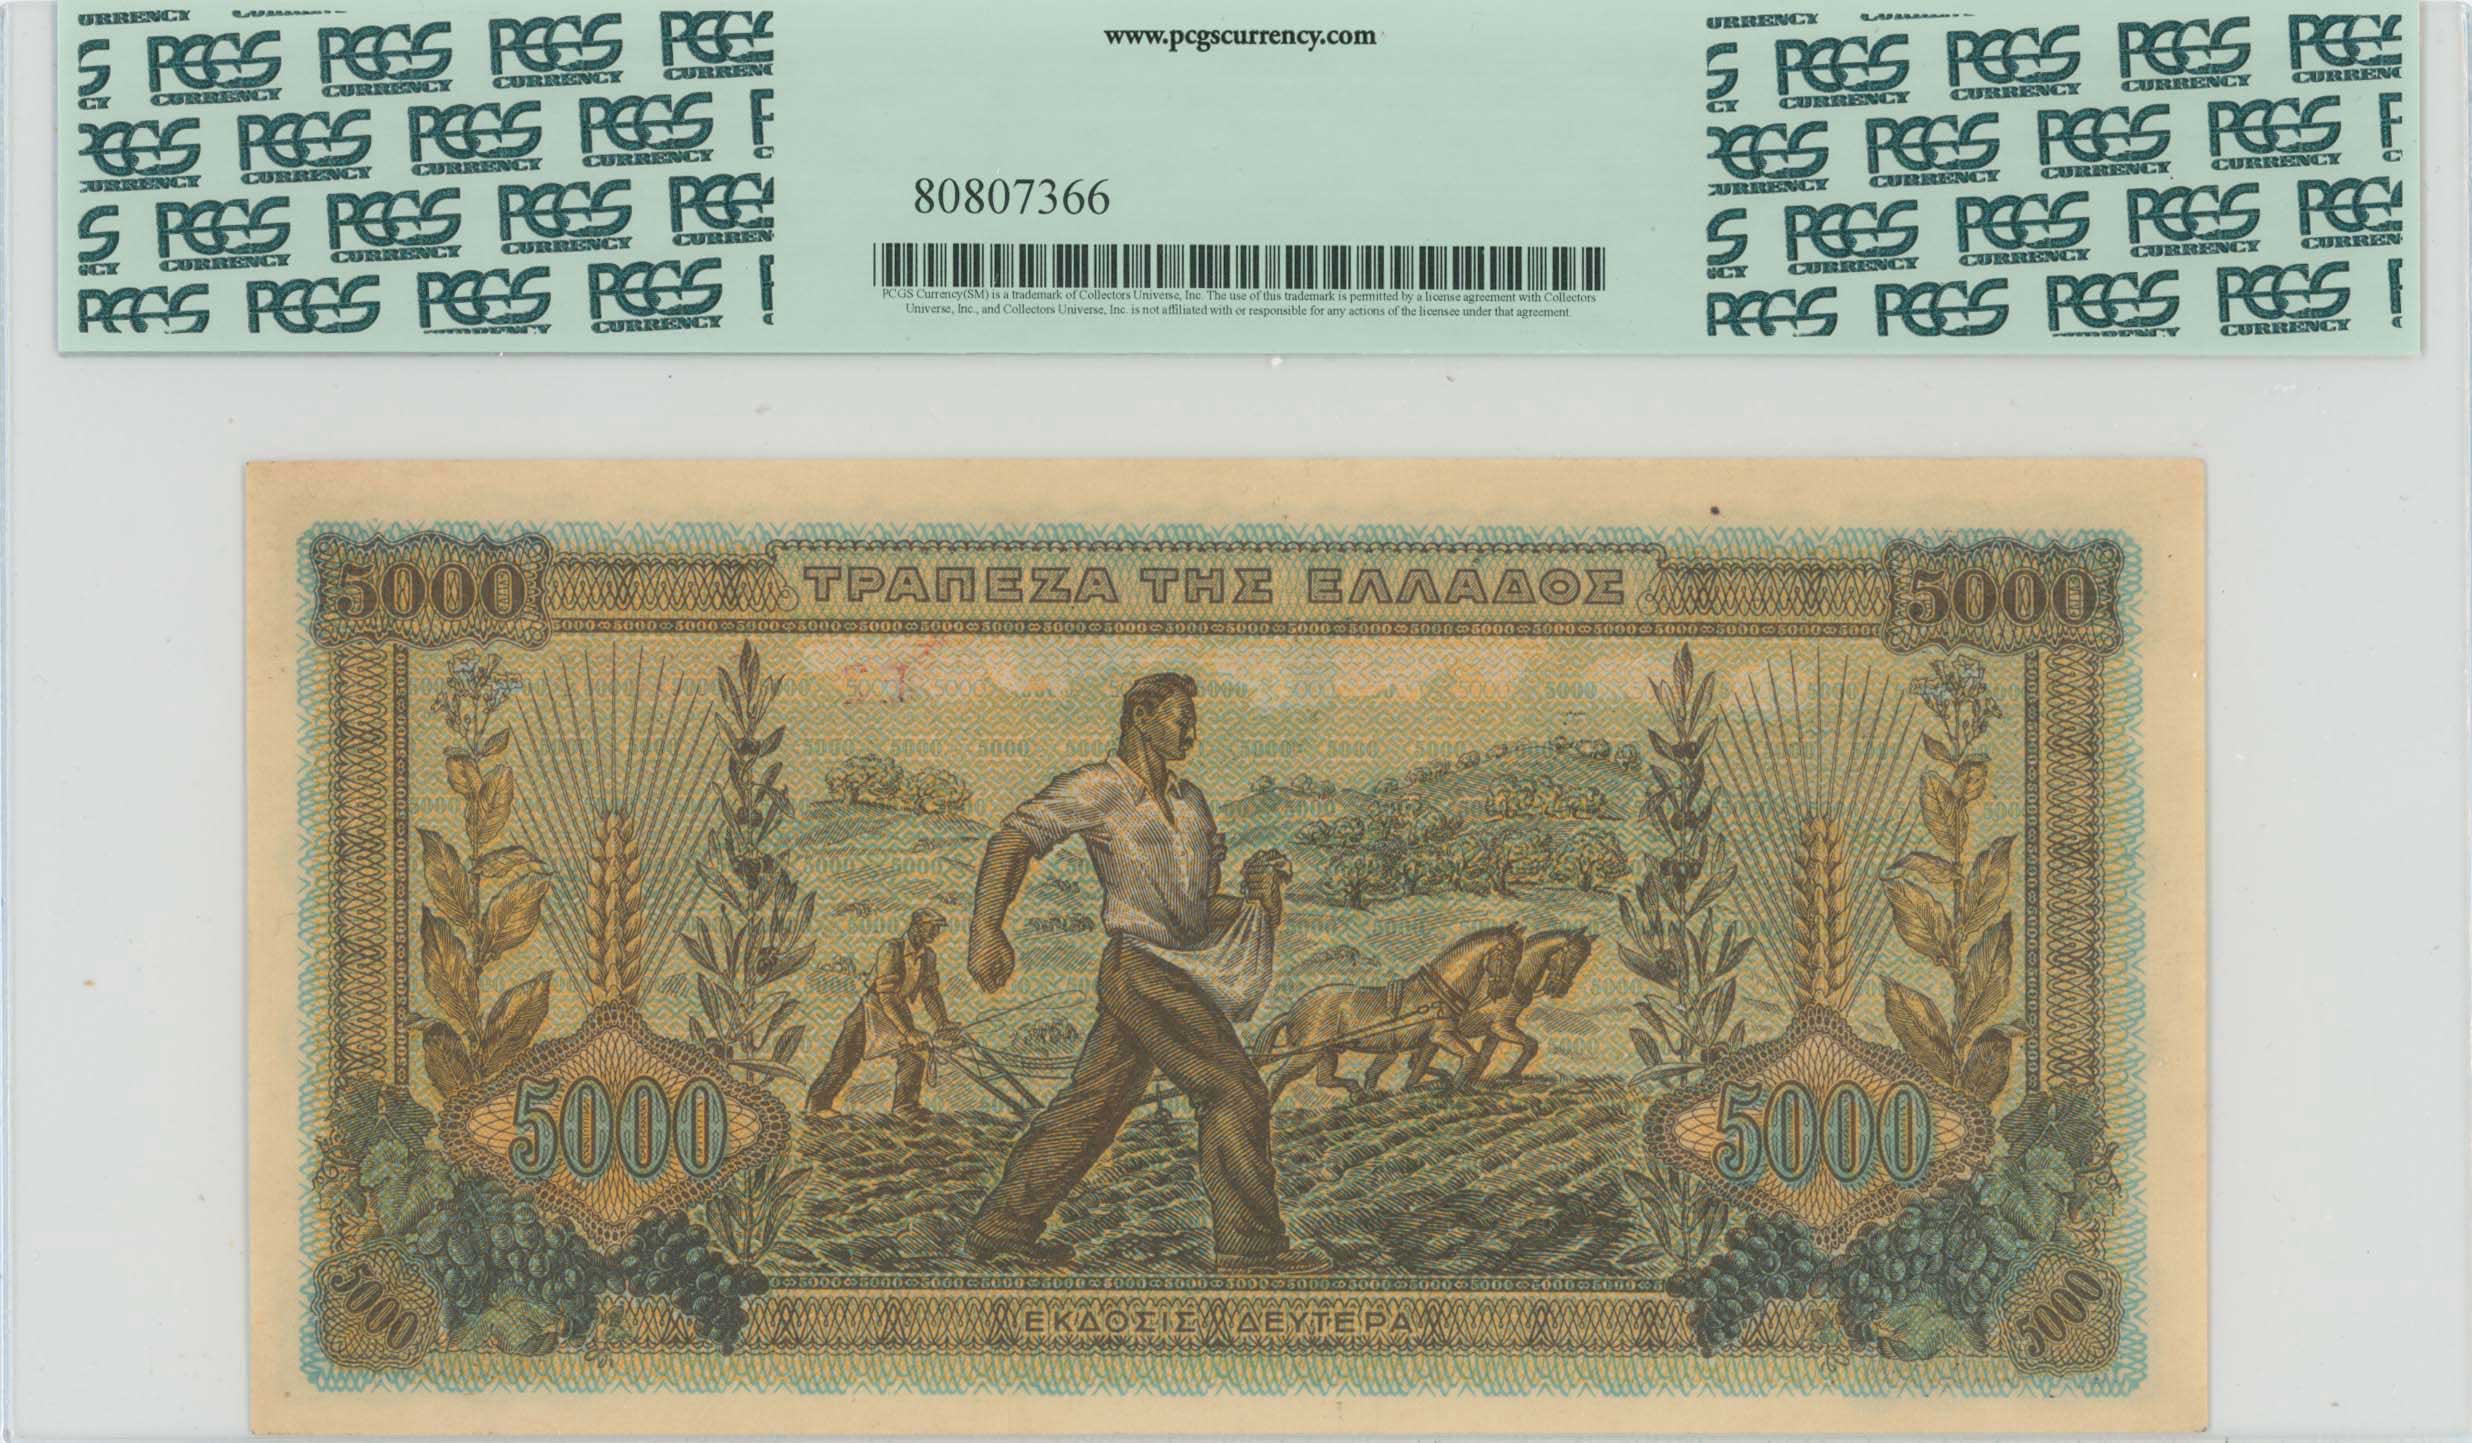 www.pcgscurrency.com
PCGS CURRENCY
80807366
PCGS Currency(SM) is a trademark of Collectors Universe, Inc. The use of this trademark is permitted by a license agreement with Collectors
Universe, Inc., and Collectors Universe, Inc. is not affiliated with or responsible for any actions of the licensee under that agreement.
5000 ΤΡΑΠΕΖΑ ΤΗΣ ΕΛΛΑΔΟΣ 5000
5000 5000
5000 ΕΚΔΟΣΙΣ ΔΕΥΤΕΡΑ 5000